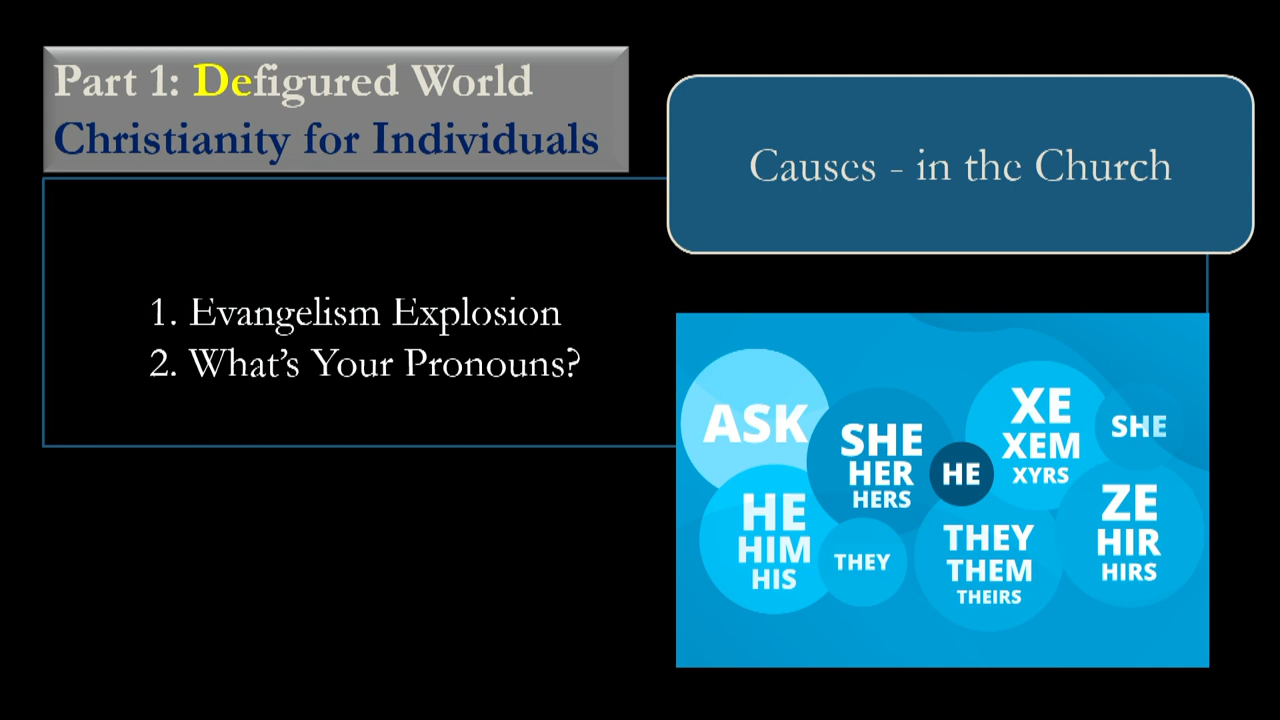 Part 1: Defigured World
Christianity for Individuals
Causes - in the Church
1. Evangelism Explosion
2. What's Your Pronouns?
ASK
SHE
HER
HERS
HE
XE
XEM
XYRS
SHE
HE
HIM
HIS
THEY
THEY
THEM
THEIRS
ZE
HIR
HIRS